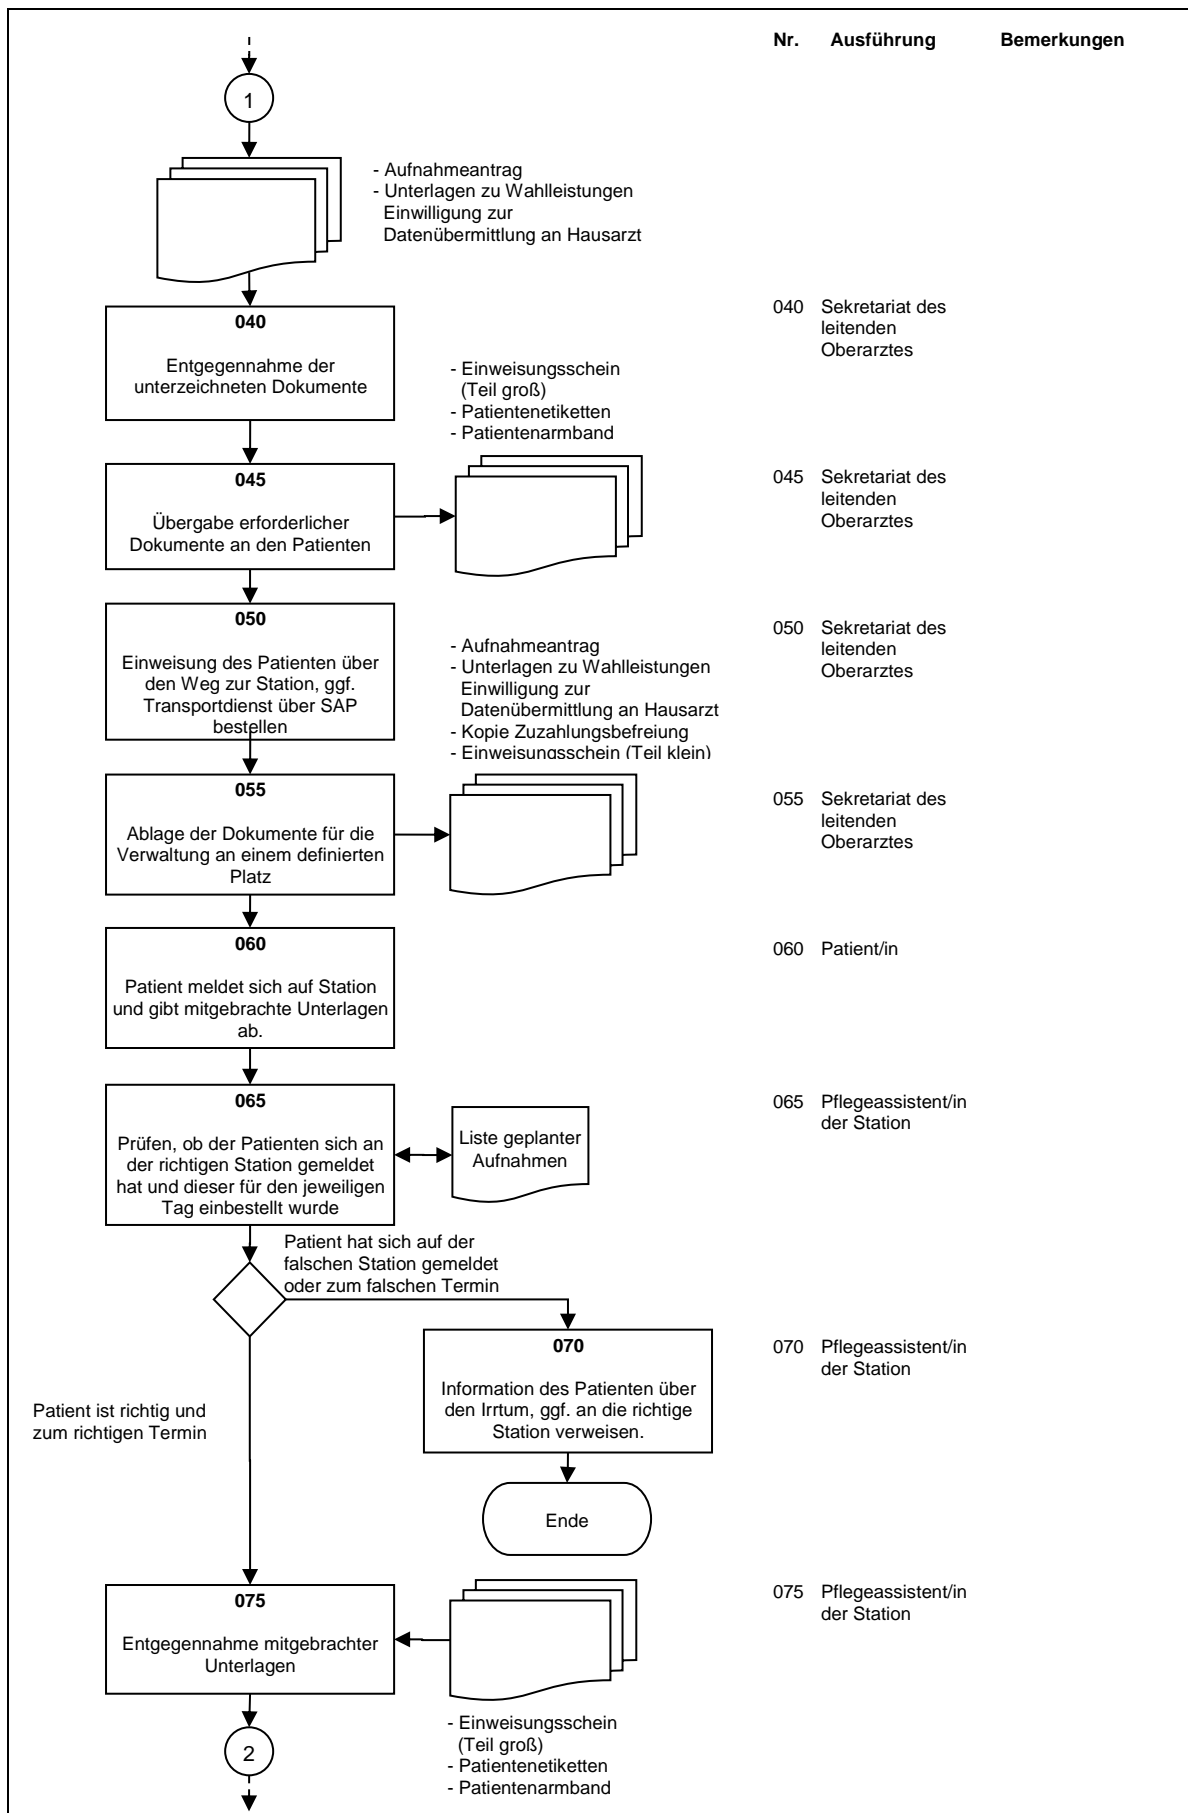 Nr. Ausführung Bemerkungen
1
- Aufnahmeantrag
- Unterlagen zu Wahlleistungen
Einwilligung zur
Datenübermittlung an Hausarzt
040
Entgegennahme der
unterzeichneten Dokumente
040 Sekretariat des
leitenden
Oberarztes
- Einweisungsschein
(Teil groß)
- Patientenetiketten
- Patientenarmband
045
Übergabe erforderlicher
Dokumente an den Patienten
045 Sekretariat des
leitenden
Oberarztes
050
Einweisung des Patienten über
den Weg zur Station, ggf.
Transportdienst über SAP
bestellen
050 Sekretariat des
leitenden
Oberarztes
- Aufnahmeantrag
- Unterlagen zu Wahlleistungen
Einwilligung zur
Datenübermittlung an Hausarzt
- Kopie Zuzahlungsbefreiung
- Einweisungsschein (Teil klein)
055
Ablage der Dokumente für die
Verwaltung an einem definierten
Platz
055 Sekretariat des
leitenden
Oberarztes
060
Patient meldet sich auf Station
und gibt mitgebrachte Unterlagen
ab.
060 Patient/in
065
Prüfen, ob der Patienten sich an
der richtigen Station gemeldet
hat und dieser für den jeweiligen
Tag einbestellt wurde
Liste geplanter
Aufnahmen
065 Pflegeassistent/in
der Station
Patient hat sich auf der
falschen Station gemeldet
oder zum falschen Termin
070
Information des Patienten über
den Irrtum, ggf. an die richtige
Station verweisen.
070 Pflegeassistent/in
der Station
Patient ist richtig und
zum richtigen Termin
Ende
075
Entgegennahme mitgebrachter
Unterlagen
075 Pflegeassistent/in
der Station
- Einweisungsschein
(Teil groß)
- Patientenetiketten
- Patientenarmband
2